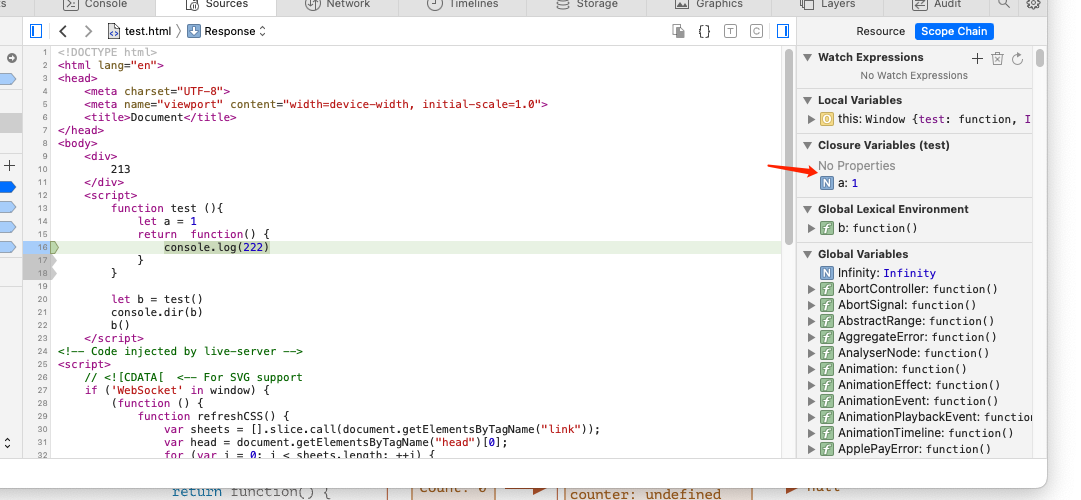 Console
Sources
Network
Timelines
Storage
Graphics
Layers
Audit
test.html
Response
{}
T
C
Resource
Scope Chain
1 <!DOCTYPE html>
2 <html lang="en">
3 <head>
4 <meta charset="UTF-8">
5 <meta name="viewport" content="width=device-width, initial-scale=1.0">
6 <title>Document</title>
7 </head>
8 <body>
9 <div>
10 213
11 </div>
12 <script>
13 function test (){
14 let a = 1
15 return  function() {
16 console.log(222)
17 }
18 }
19
20 let b = test()
21 console.dir(b)
22 b()
23 </script>
24 <!-- Code injected by live-server -->
25 <script>
26 // <![CDATA[  <-- For SVG support
27 if ('WebSocket' in window) {
28 (function () {
29 function refreshCSS() {
30 var sheets = [].slice.call(document.getElementsByTagName("link"));
31 var head = document.getElementsByTagName("head")[0];
32 for (var i = 0; i < sheets.length; ++i) {
Watch Expressions
No Watch Expressions
Local Variables
O this: Window {test: function, I
Closure Variables (test)
No Properties
N a: 1
Global Lexical Environment
f b: function()
Global Variables
N Infinity: Infinity
f AbortController: function()
f AbortSignal: function()
f AbstractRange: function()
f AggregateError: function()
f AnalyserNode: function()
f Animation: function()
f AnimationEffect: function()
f AnimationEvent: function()
f AnimationPlaybackEvent: function
f AnimationTimeline: function()
f ApplePayError: function()
return function() {
count: 0
counter: undefined
null